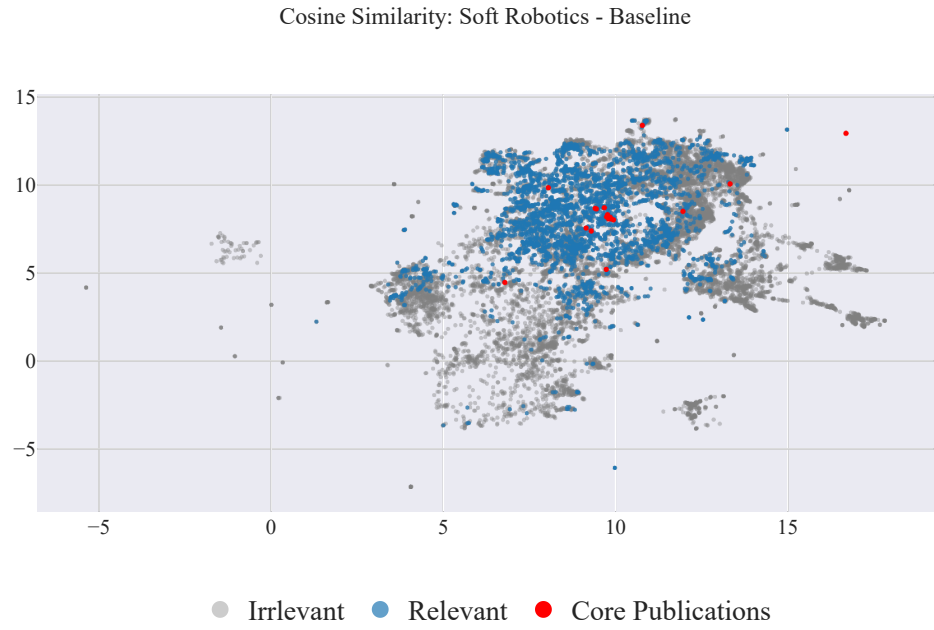 Cosine Similarity: Soft Robotics - Baseline
15
10
5
0
−5
−5 0 5 10 15
Irrlevant Relevant Core Publications